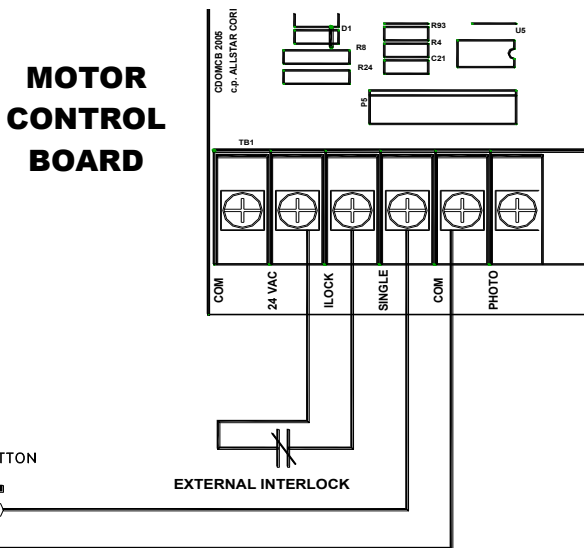 MOTOR
CONTROL
BOARD
CDOMCB 2005
c.p. ALLSTAR CORI
D1
R8
R24
R93
R4
C21
U5
P5
TB1
COM
24 VAC
ILOCK
SINGLE
COM
PHOTO
TTON
EXTERNAL INTERLOCK